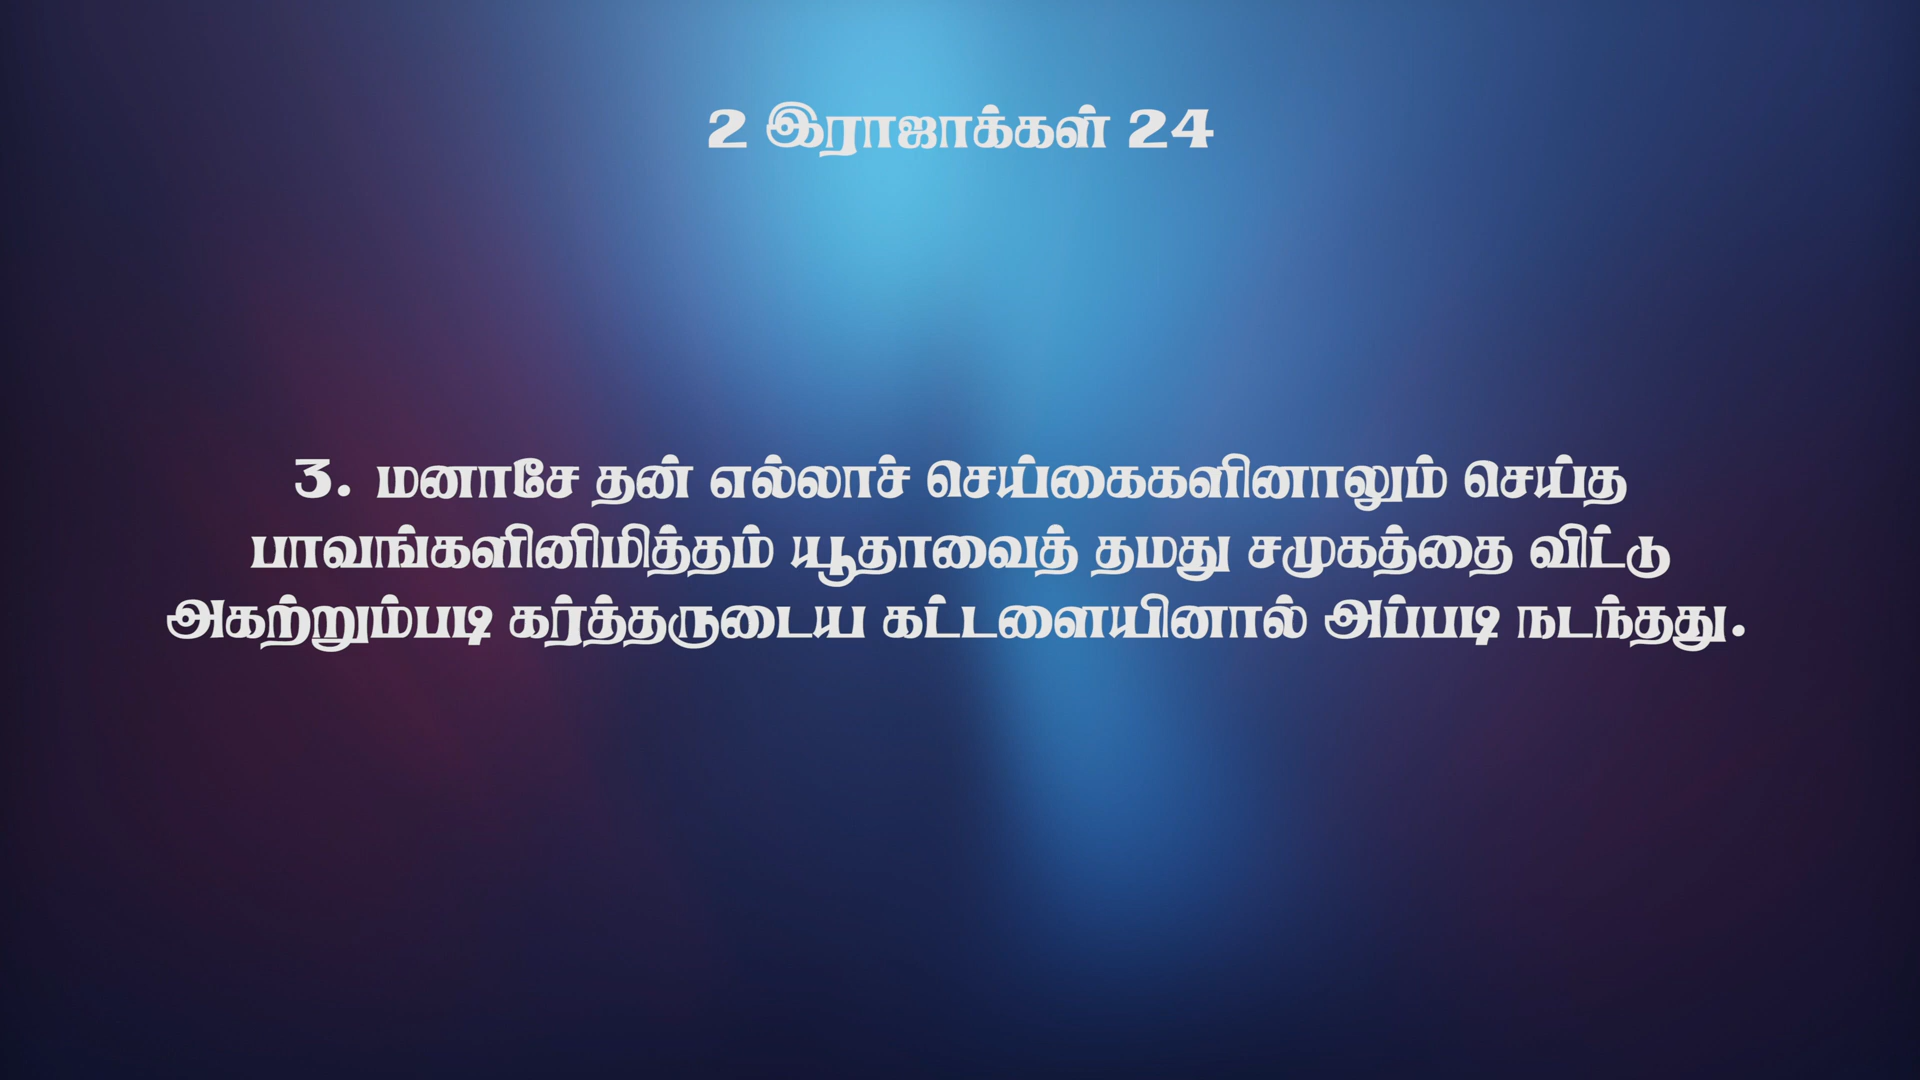 2 இராஜாக்கள் 24
3. மனாசே தன் எல்லாச் செய்கைகளினாலும் செய்த
பாவங்களினிமித்தம் யூதாவைத் தமது சமுகத்தை விட்டு
அகற்றும்படி கர்த்தருடைய கட்டளையினால் அப்படி நடந்தது.